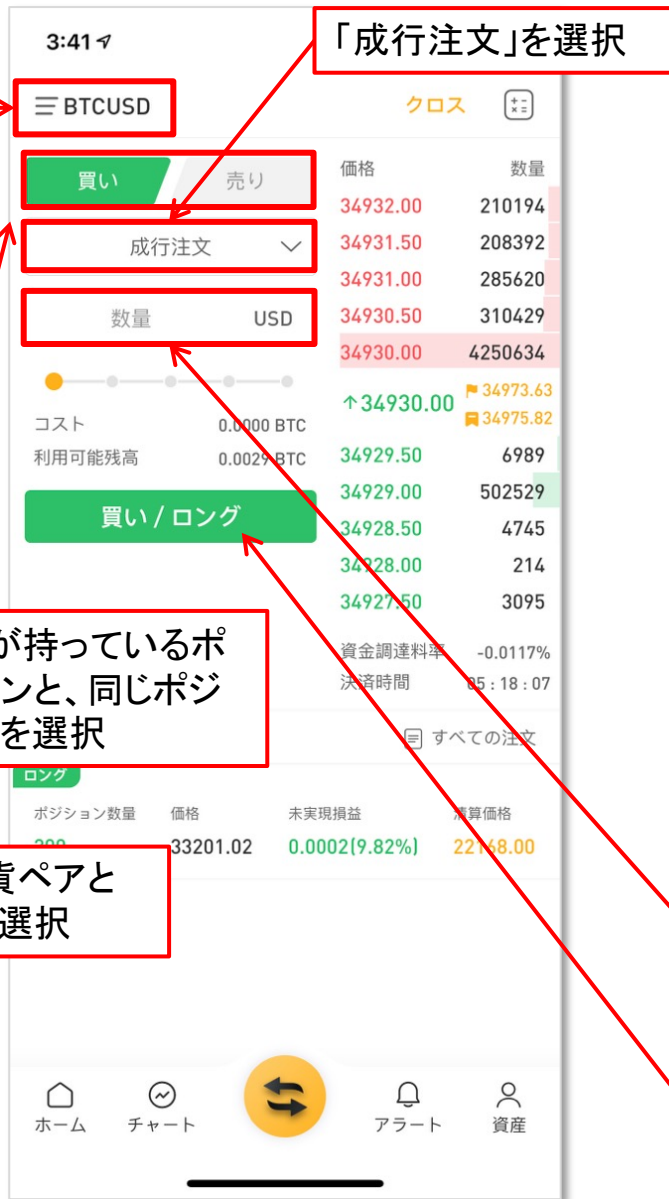 3:41
「成行注文」を選択
BTCUSD
クロス
買い
売り
成行注文
数量 USD
コスト 0.0000 BTC
利用可能残高 0.0029 BTC
買い / ロング
価格 数量
34932.00 210194
34931.50 208392
34931.00 285620
34930.50 310429
34930.00 4250634
↑34930.00
34973.63
34975.82
34929.50 6989
34929.00 502529
34928.50 4745
34928.00 214
34927.50 3095
資金調達料率 -0.0117%
決済時間 05 : 18 : 07
が持っているポ
ンと、同じポジ
を選択
すべての注文
ロング
ポジション数量 価格 未実現損益 清算価格
33201.02 0.0002(9.82%) 22168.00
貨ペアと
選択
ホーム
チャート
アラート
資産